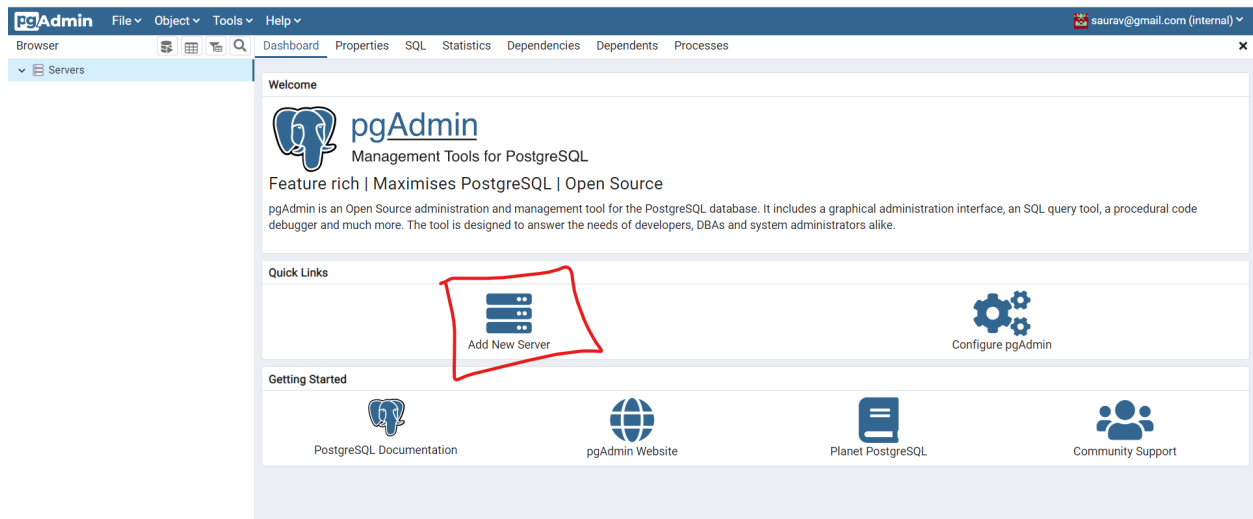 pgAdmin File Object Tools Help saurav@gmail.com (internal)
Browser Dashboard Properties SQL Statistics Dependencies Dependents Processes
Servers
Welcome
pgAdmin
Management Tools for PostgreSQL
Feature rich | Maximises PostgreSQL | Open Source
pgAdmin is an Open Source administration and management tool for the PostgreSQL database. It includes a graphical administration interface, an SQL query tool, a procedural code
debugger and much more. The tool is designed to answer the needs of developers, DBAs and system administrators alike.
Quick Links
Add New Server Configure pgAdmin
Getting Started
PostgreSQL Documentation pgAdmin Website Planet PostgreSQL Community Support